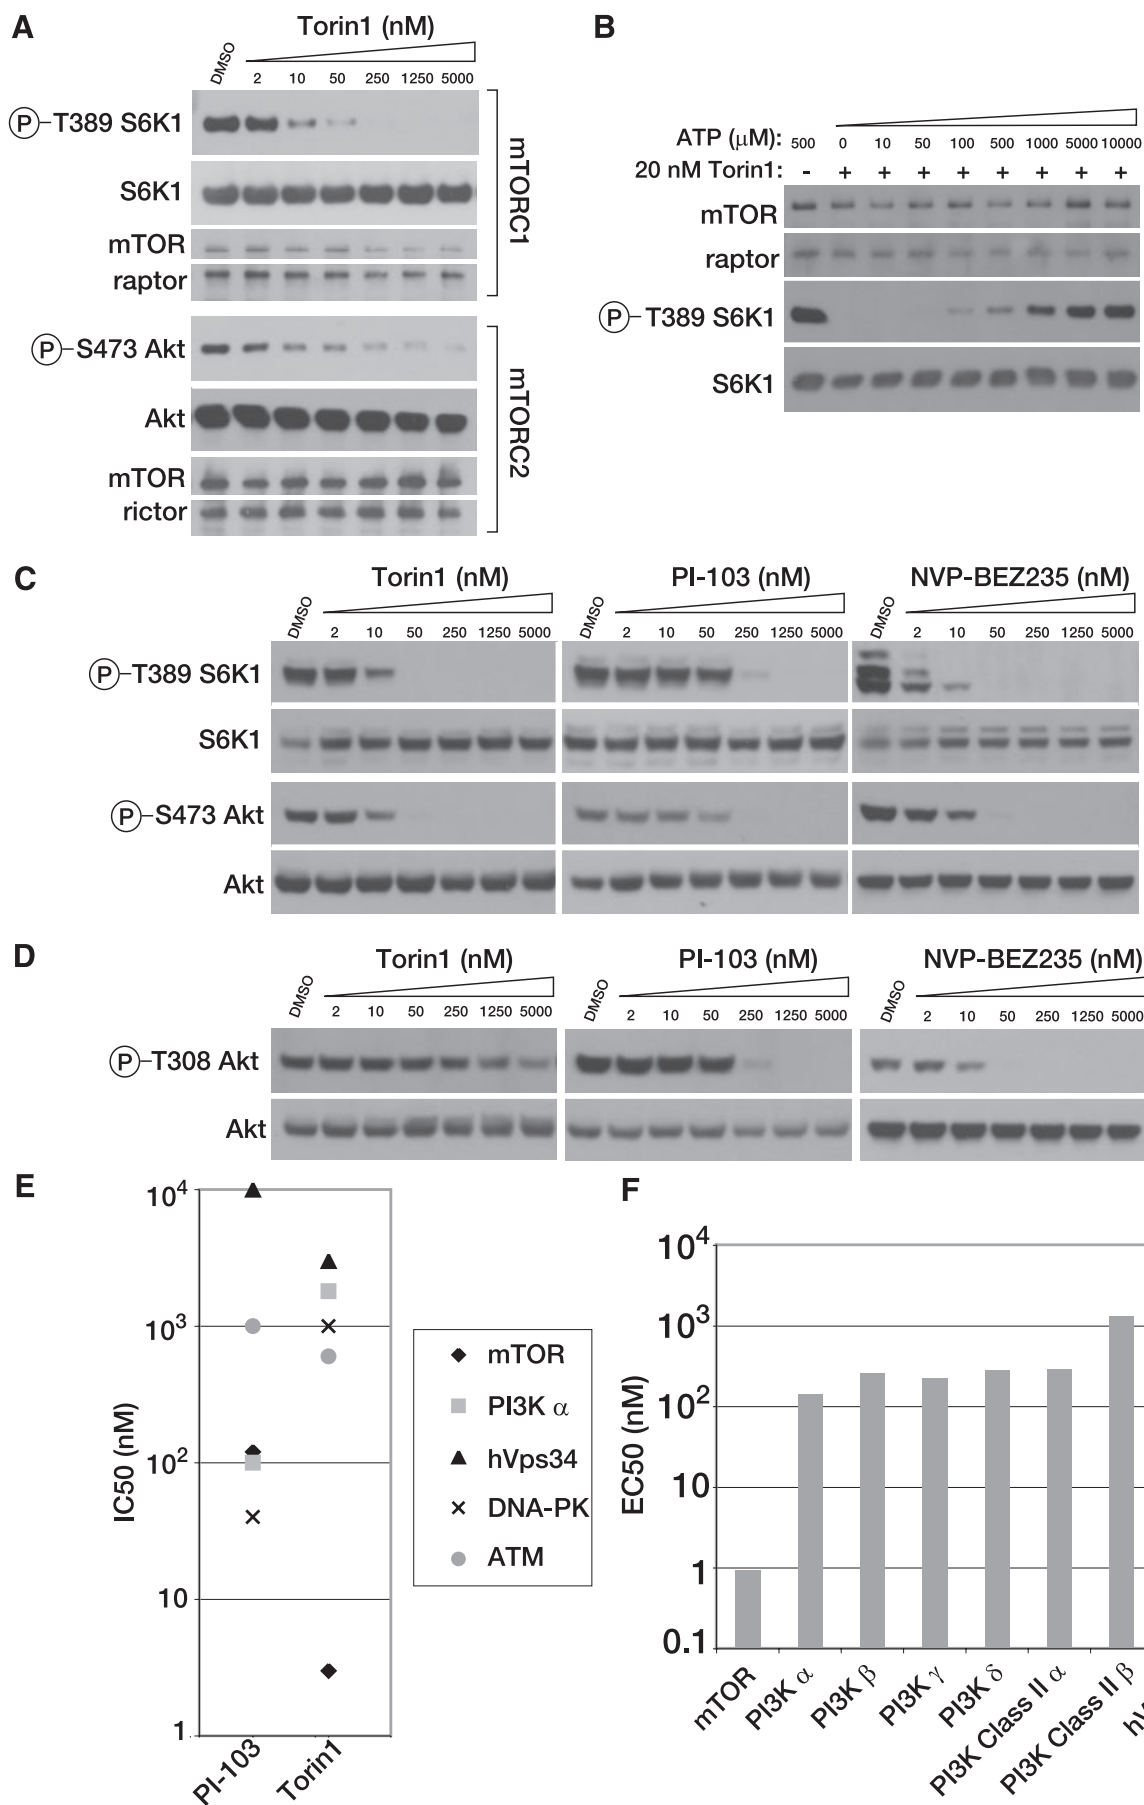 A
Torin1 (nM)
DMSO 2 10 50 250 1250 5000
P T389 S6K1
S6K1
mTOR
raptor
mTORC1
P S473 Akt
Akt
mTOR
rictor
mTORC2
B
ATP (μM): 500 0 10 50 100 500 1000 5000 10000
20 nM Torin1: - + + + + + + + +
mTOR
raptor
P T389 S6K1
S6K1
C
Torin1 (nM) PI-103 (nM) NVP-BEZ235 (nM)
DMSO 2 10 50 250 1250 5000 DMSO 2 10 50 250 1250 5000 DMSO 2 10 50 250 1250 5000
P T389 S6K1
S6K1
P S473 Akt
Akt
D
Torin1 (nM) PI-103 (nM) NVP-BEZ235 (nM)
DMSO 2 10 50 250 1250 5000 DMSO 2 10 50 250 1250 5000 DMSO 2 10 50 250 1250 5000
P T308 Akt
Akt
E
IC50 (nM)
10⁴
10³
10²
10
1
PI-103 Torin1
mTOR
PI3K α
hVps34
DNA-PK
ATM
F
EC50 (nM)
10⁴
10³
10²
10
1
0.1
mTOR
PI3K α
PI3K β
PI3K γ
PI3K δ
PI3K Class II α
PI3K Class II β